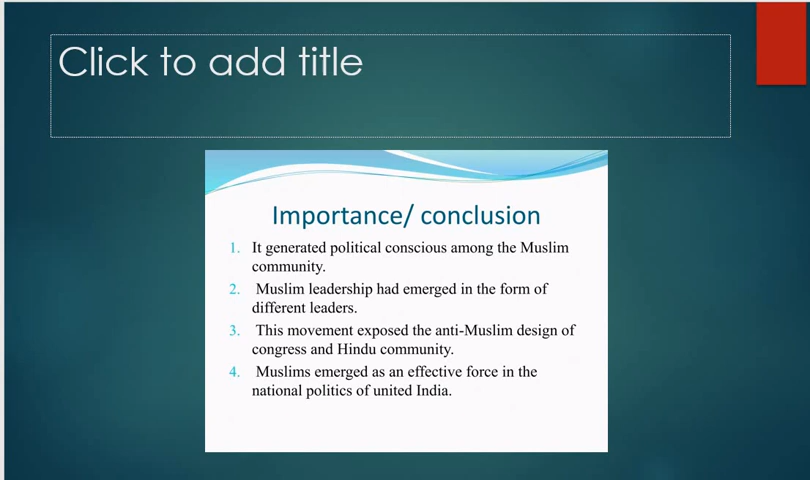 Click to add title
Importance/ conclusion
1. It generated political conscious among the Muslim
community.
2. Muslim leadership had emerged in the form of
different leaders.
3. This movement exposed the anti-Muslim design of
congress and Hindu community.
4. Muslims emerged as an effective force in the
national politics of united India.